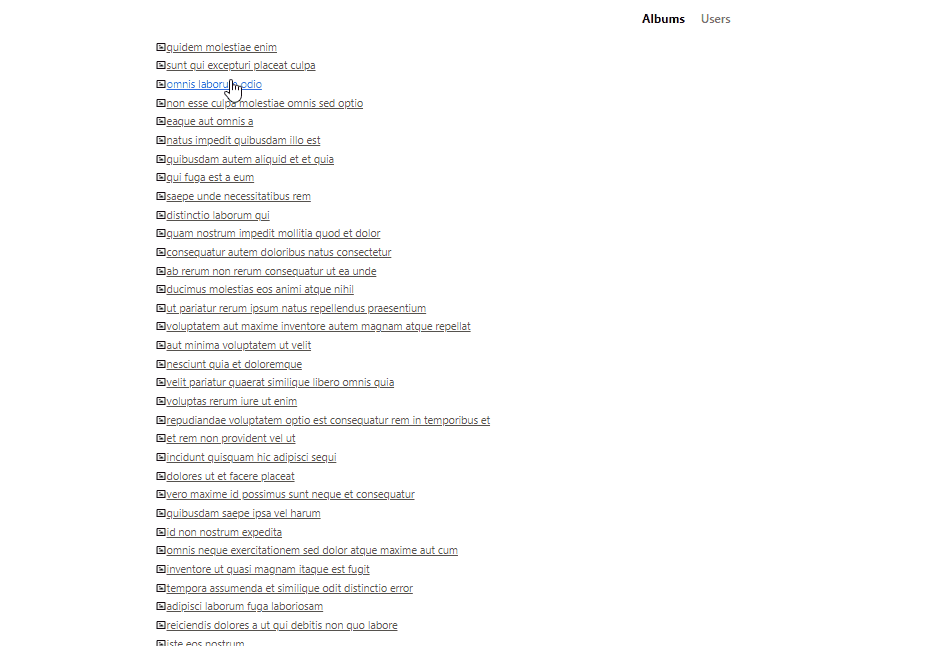 Albums Users
quidem molestiae enim
sunt qui excepturi placeat culpa
omnis laborum odio
non esse culpa molestiae omnis sed optio
eaque aut omnis a
natus impedit quibusdam illo est
quibusdam autem aliquid et et quia
qui fuga est a eum
saepe unde necessitatibus rem
distinctio laborum qui
quam nostrum impedit mollitia quod et dolor
consequatur autem doloribus natus consectetur
ab rerum non rerum consequatur ut ea unde
ducimus molestias eos animi atque nihil
ut pariatur rerum ipsum natus repellendus praesentium
voluptatem aut maxime inventore autem magnam atque repellat
aut minima voluptatem ut velit
nesciunt quia et doloremque
velit pariatur quaerat similique libero omnis quia
voluptas rerum iure ut enim
repudiandae voluptatem optio est consequatur rem in temporibus et
et rem non provident vel ut
incidunt quisquam hic adipisci sequi
dolores ut et facere placeat
vero maxime id possimus sunt neque et consequatur
quibusdam saepe ipsa vel harum
id non nostrum expedita
omnis neque exercitationem sed dolor atque maxime aut cum
inventore ut quasi magnam itaque est fugit
tempora assumenda et similique odit distinctio error
adipisci laborum fuga laboriosam
reiciendis dolores a ut qui debitis non quo labore
iste eos nostrum